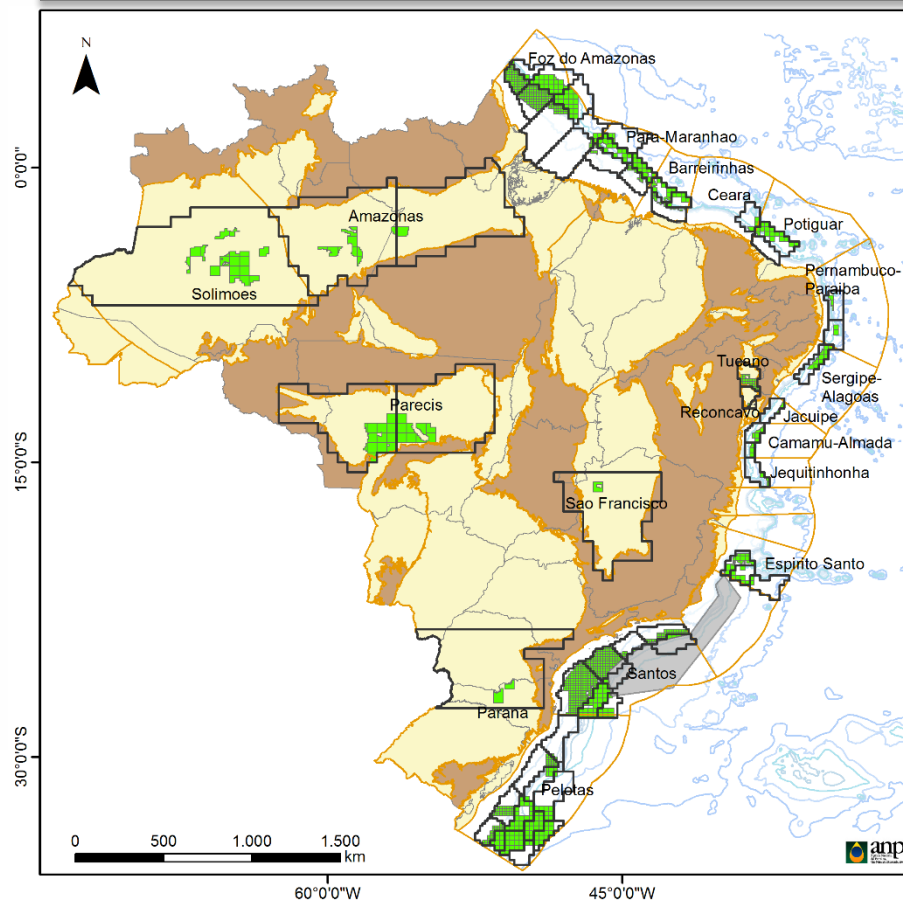 N
Foz do Amazonas
Para-Maranhao
Barreirinhas
Ceara
Potiguar
Pernambuco-
Paraiba
Sergipe-
Alagoas
Tucano
Reconcavo
Jacuipe
Camamu-Almada
Jequitinhonha
Amazonas
Solimoes
Parecis
Sao Francisco
Espirito Santo
Santos
Parana
Pelotas
0°0'0"
15°0'0"S
30°0'0"S
0 500 1.000 1.500
km
60°0'0"W
45°0'0"W
anp